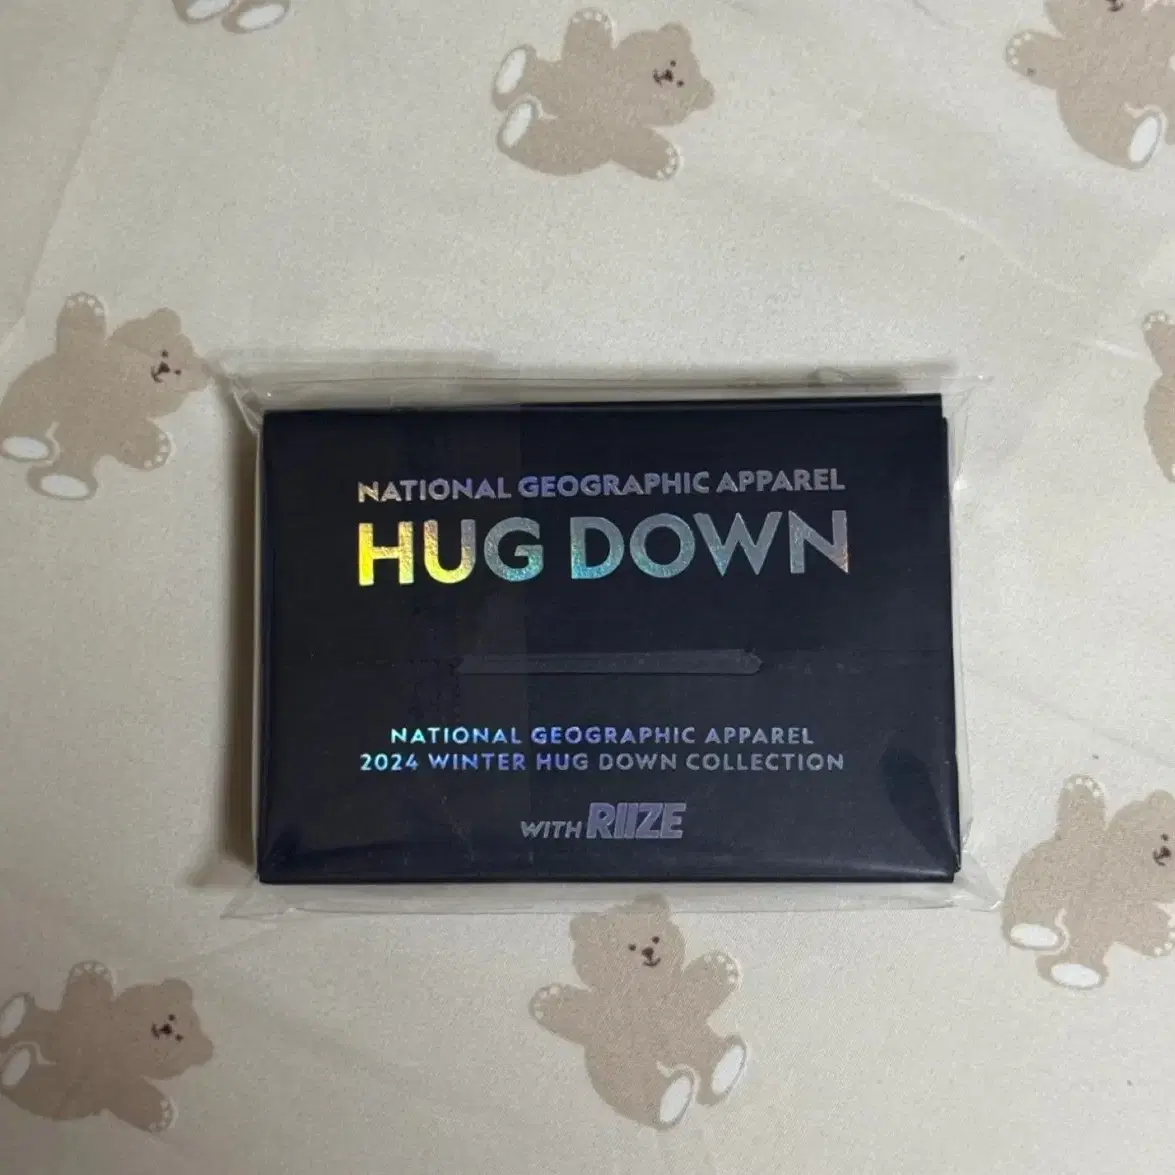 NATIONAL GEOGRAPHIC APPAREL
HUG DOWN
NATIONAL GEOGRAPHIC APPAREL
2024 WINTER HUG DOWN COLLECTION
WITH RIIZE